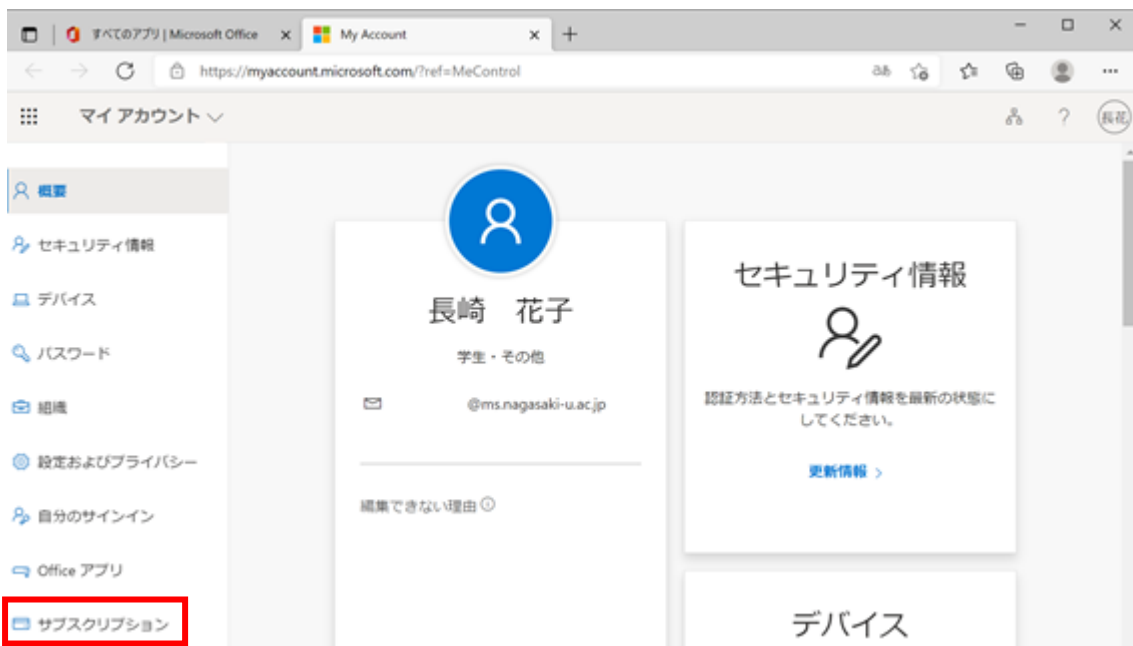 すべてのアプリ | Microsoft Office
My Account
https://myaccount.microsoft.com/?ref=MeControl
マイ アカウント
長花
概要
セキュリティ情報
デバイス
パスワード
組織
設定およびプライバシー
自分のサインイン
Office アプリ
サブスクリプション
長崎 花子
学生・その他
@ms.nagasaki-u.ac.jp
編集できない理由
セキュリティ情報
認証方法とセキュリティ情報を最新の状態に
してください。
更新情報 >
デバイス